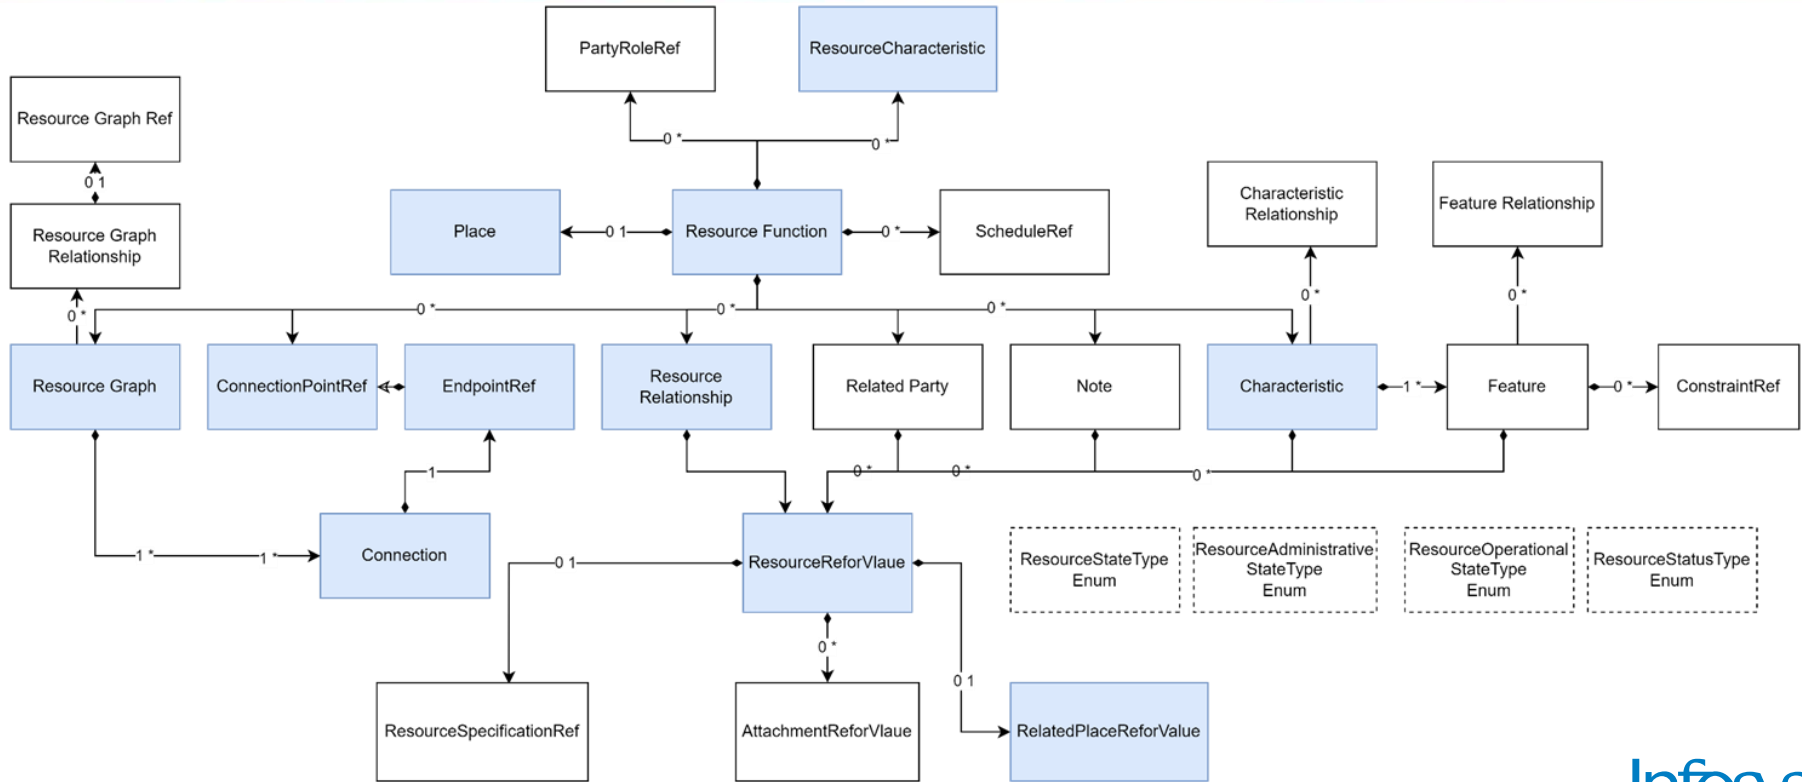 PartyRoleRef
ResourceCharacteristic
Resource Graph Ref
0 *
0 *
0 1
Characteristic
Relationship
Feature Relationship
Resource Graph
Relationship
Place
0 1
Resource Function
0 *
ScheduleRef
0 *
0 *
0 *
0 *
0 *
0 *
Resource Graph
ConnectionPointRef
EndpointRef
Resource
Relationship
Related Party
Note
Characteristic
1 *
Feature
0 *
ConstraintRef
1
0 *
0 *
0 *
1 *
1 *
Connection
0 1
ResourceReforVlaue
ResourceStateType
Enum
ResourceAdministrative
StateType
Enum
ResourceOperational
StateType
Enum
ResourceStatusType
Enum
0 *
0 1
ResourceSpecificationRef
AttachmentReforVlaue
RelatedPlaceReforValue